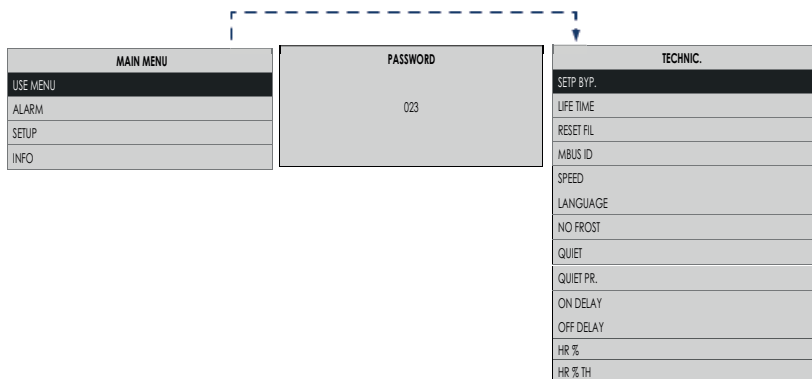 MAIN MENU
USE MENU
ALARM
SETUP
INFO
PASSWORD
023
TECHNIC.
SETP BYP.
LIFE TIME
RESET FIL
MBUS ID
SPEED
LANGUAGE
NO FROST
QUIET
QUIET PR.
ON DELAY
OFF DELAY
HR %
HR % TH